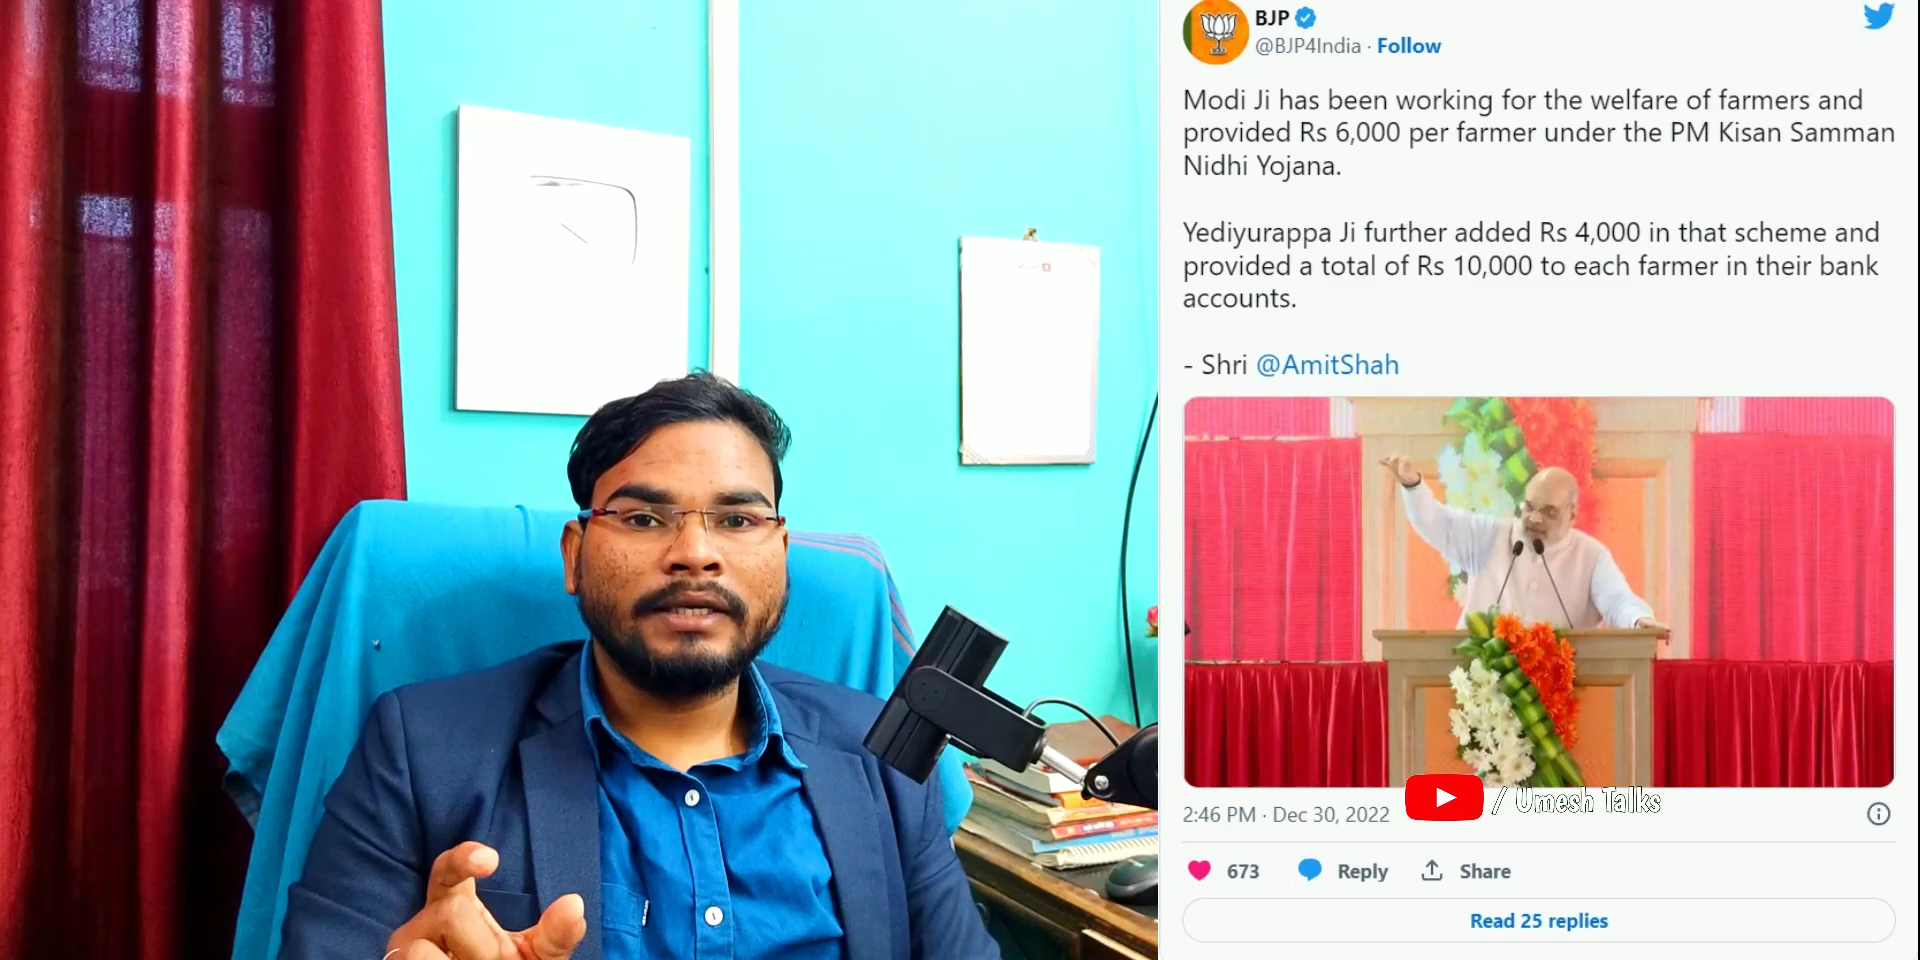 BJP
@BJP4India · Follow
Modi Ji has been working for the welfare of farmers and
provided Rs 6,000 per farmer under the PM Kisan Samman
Nidhi Yojana.
Yediyurappa Ji further added Rs 4,000 in that scheme and
provided a total of Rs 10,000 to each farmer in their bank
accounts.
- Shri @AmitShah
2:46 PM · Dec 30, 2022
/ Umesh Talks
673 Reply Share
Read 25 replies